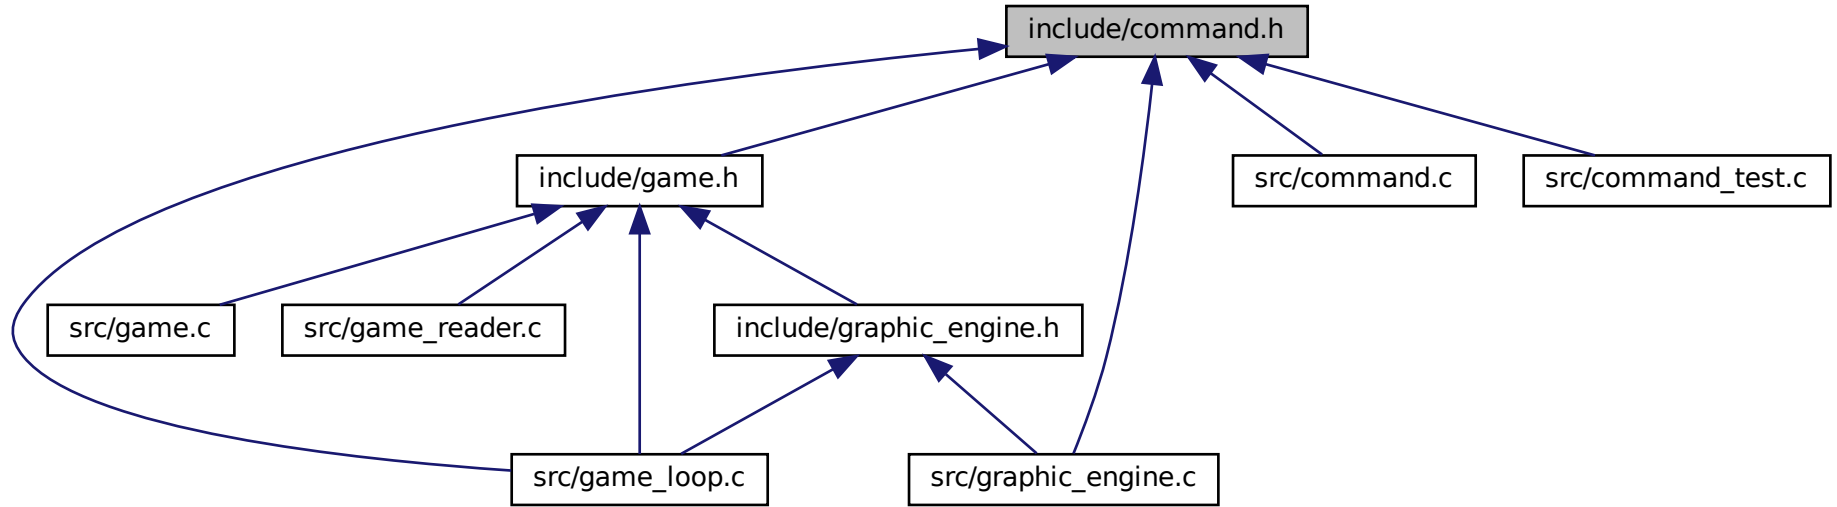 include/command.h
include/game.h
src/command.c
src/command_test.c
src/game.c
src/game_reader.c
include/graphic_engine.h
src/game_loop.c
src/graphic_engine.c